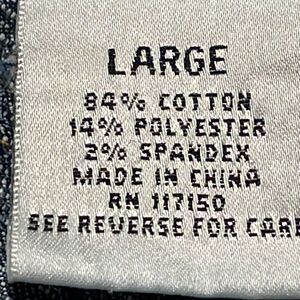 LARGE
84% COTTON
14% POLYESTER
2% SPANDEX
MADE IN CHINA
RN 117150
SEE REVERSE FOR CARE